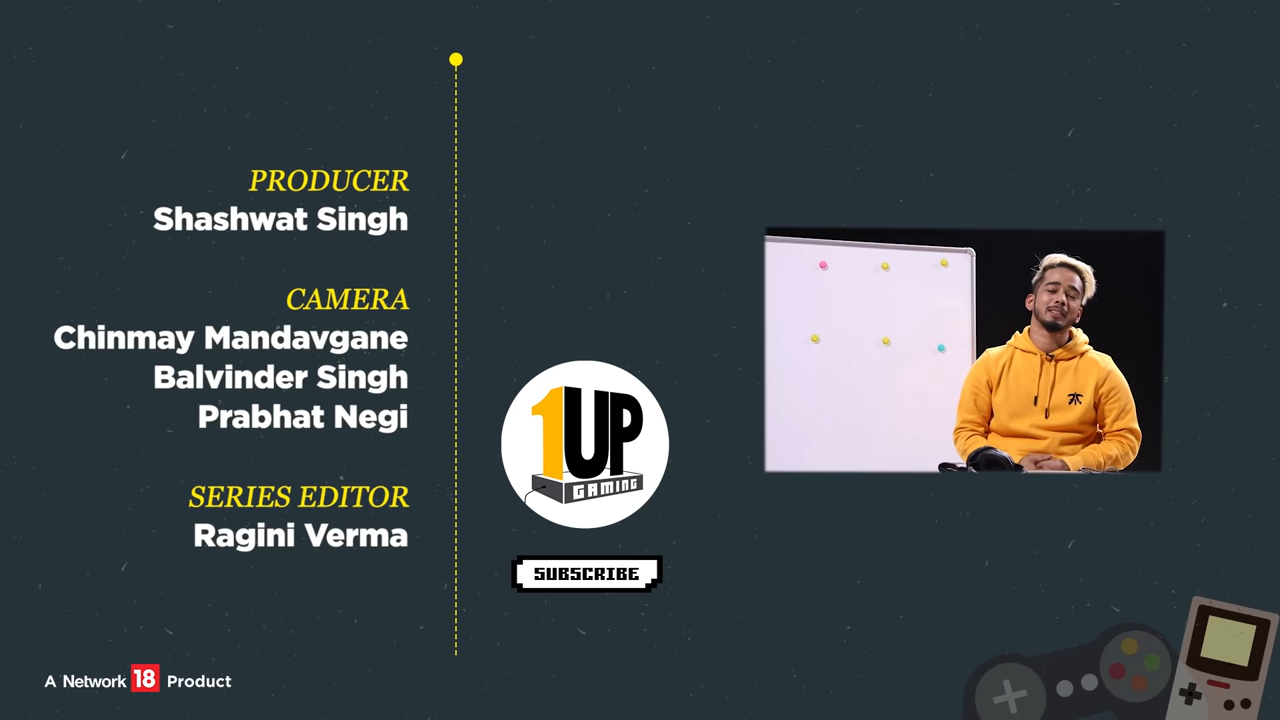 PRODUCER
Shashwat Singh
CAMERA
Chinmay Mandavgane
Balvinder Singh
Prabhat Negi
SERIES EDITOR
Ragini Verma
1UP
GAMING
SUBSCRIBE
A Network 18 Product